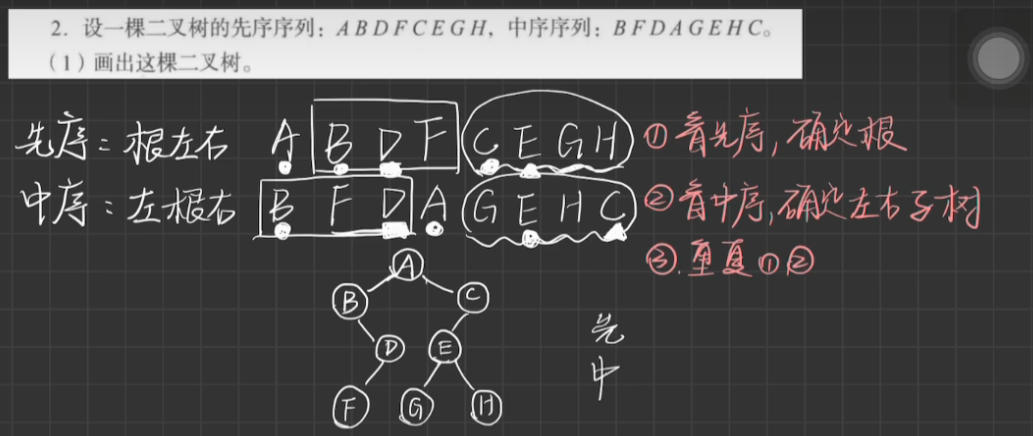 2. 设一棵二叉树的先序序列：A B D F C E G H，中序序列：B F D A G E H C。
（1）画出这棵二叉树。
先序：根左右 A B D F C E G H ①看先序，确定根
中序：左根右 B F D A G E H C ②看中序，确定左右子树
③.重复①②
A
B C
D E
F G H
先
中